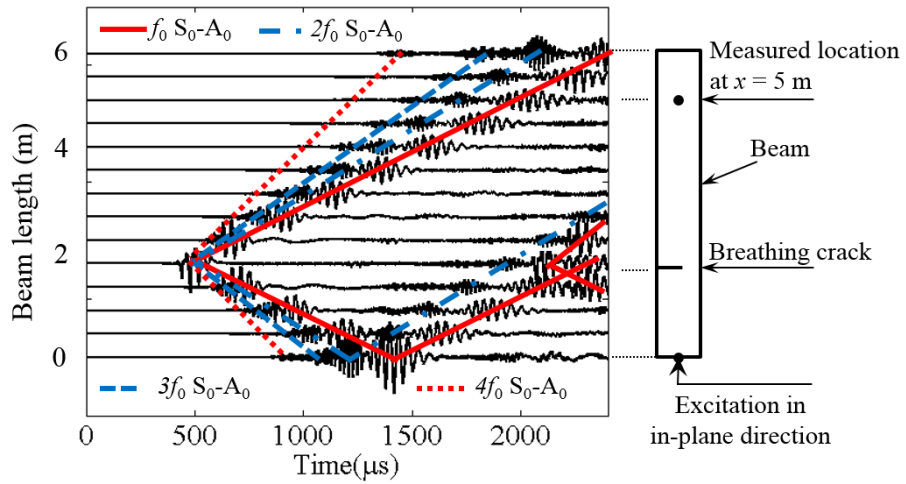 f₀ S₀-A₀
2f₀ S₀-A₀
6
4
2
0
Beam length (m)
3f₀ S₀-A₀
4f₀ S₀-A₀
0
500
1000
1500
2000
Time(μs)
Measured location
at x = 5 m
Beam
Breathing crack
Excitation in
in-plane direction